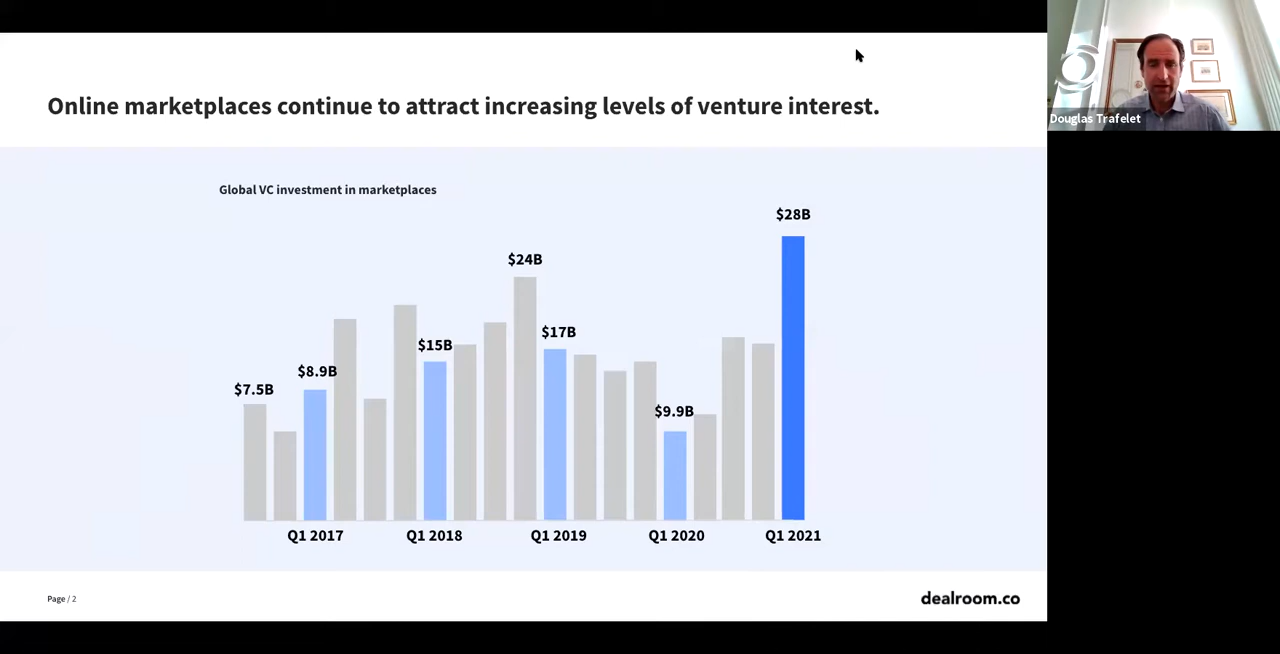 Online marketplaces continue to attract increasing levels of venture interest.
Douglas Trafelet
Global VC investment in marketplaces
$28B
$24B
$17B
$15B
$8.9B
$7.5B
$9.9B
Q1 2017
Q1 2018
Q1 2019
Q1 2020
Q1 2021
Page / 2
dealroom.co